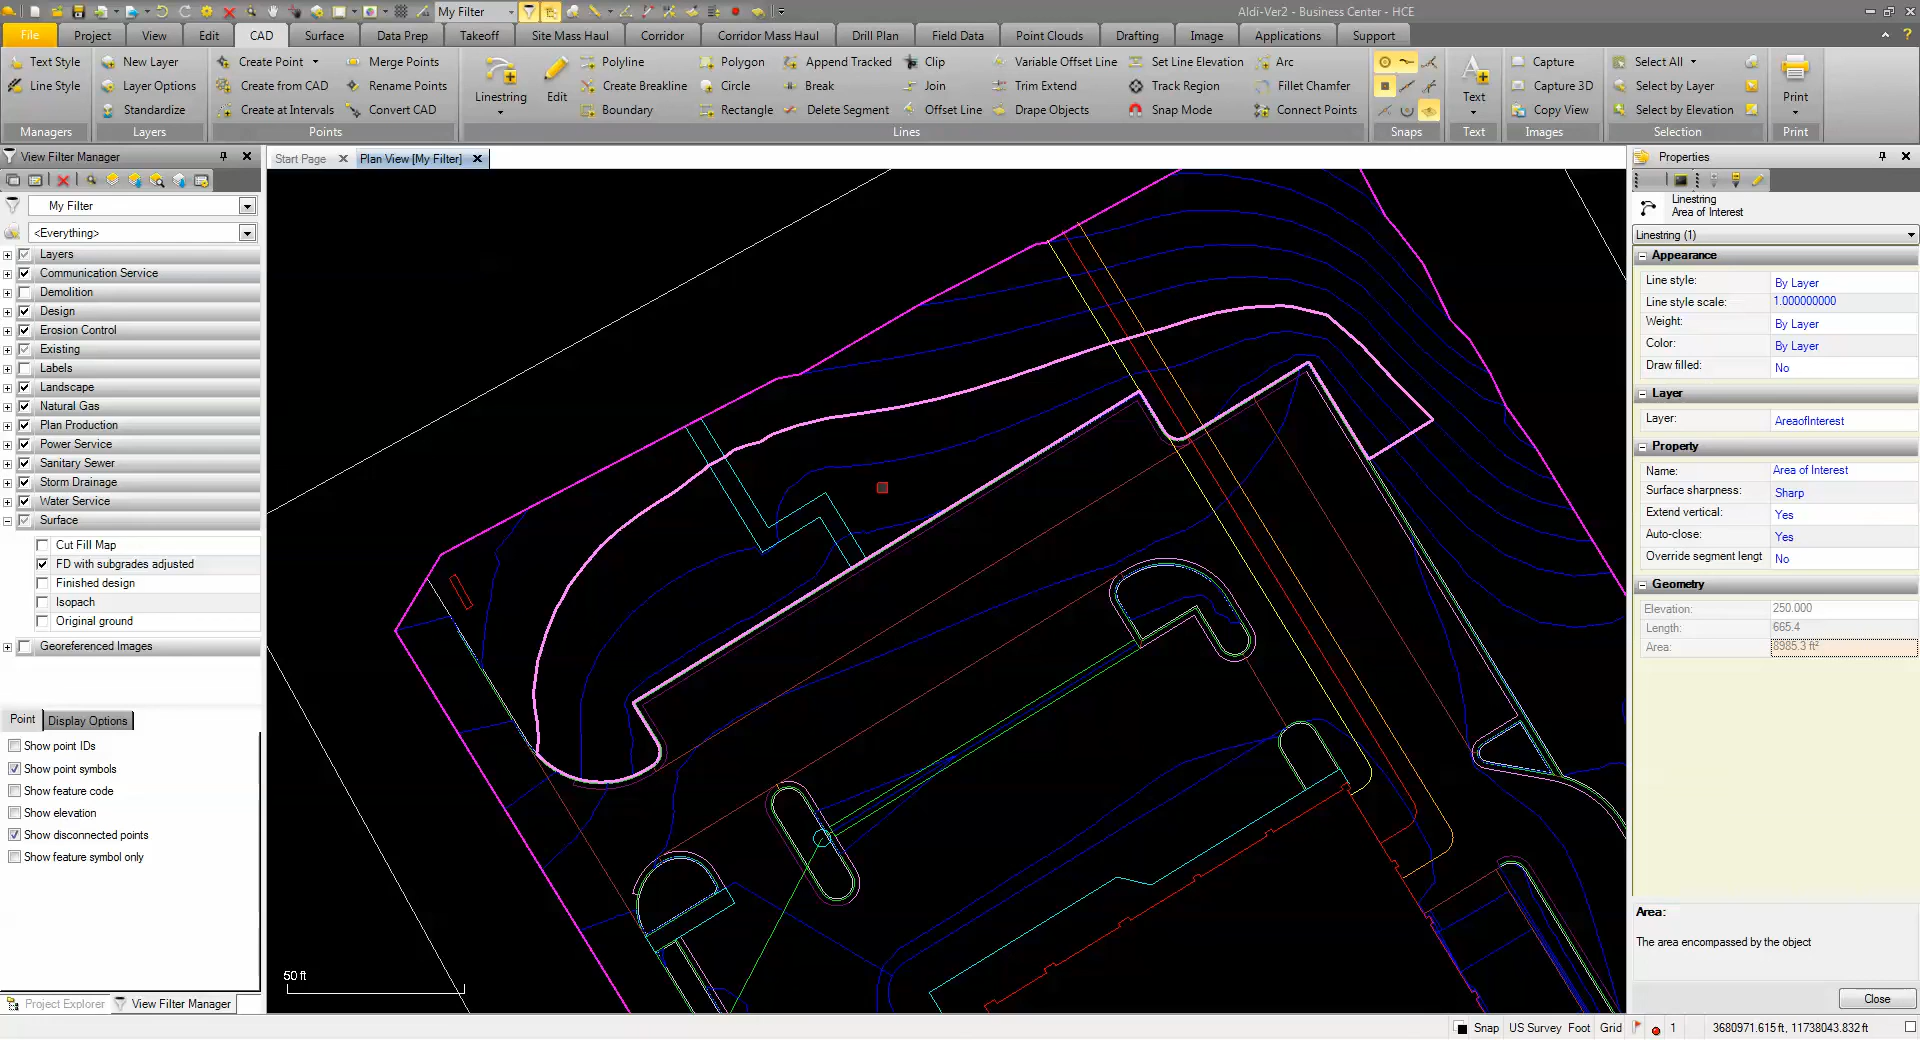 My Filter
Aldi-Ver2 - Business Center - HCE
File Project View Edit CAD Surface Data Prep Takeoff Site Mass Haul Corridor Corridor Mass Haul Drill Plan Field Data Point Clouds Drafting Image Applications Support
Text Style New Layer Create Point Merge Points Polyline Polygon Append Tracked Clip Variable Offset Line Set Line Elevation Arc Capture Select All
Line Style Layer Options Create from CAD Rename Points Linestring Edit Create Breakline Circle Break Join Trim Extend Track Region Fillet Chamfer Text Capture 3D Select by Layer Print
Standardize Create at Intervals Convert CAD Boundary Rectangle Delete Segment Offset Line Drape Objects Snap Mode Connect Points Copy View Select by Elevation
Managers Layers Points Lines Snaps Text Images Selection Print
View Filter Manager
Start Page Plan View [My Filter]
My Filter
<Everything>
Layers
Communication Service
Demolition
Design
Erosion Control
Existing
Labels
Landscape
Natural Gas
Plan Production
Power Service
Sanitary Sewer
Storm Drainage
Water Service
Surface
Cut Fill Map
FD with subgrades adjusted
Finished design
Isopach
Original ground
Georeferenced Images
Point Display Options
Show point IDs
Show point symbols
Show feature code
Show elevation
Show disconnected points
Show feature symbol only
Project Explorer View Filter Manager
50 ft
Properties
Linestring
Area of Interest
Linestring (1)
Appearance
Line style: By Layer
Line style scale: 1.000000000
Weight: By Layer
Color: By Layer
Draw filled: No
Layer
Layer: AreaofInterest
Property
Name: Area of Interest
Surface sharpness: Sharp
Extend vertical: Yes
Auto-close: Yes
Override segment lengt No
Geometry
Elevation: 250.000
Length: 665.4
Area: 8985.3 ft²
Area:
The area encompassed by the object
Close
Snap US Survey Foot Grid 1 3680971.615 ft, 11738043.832 ft